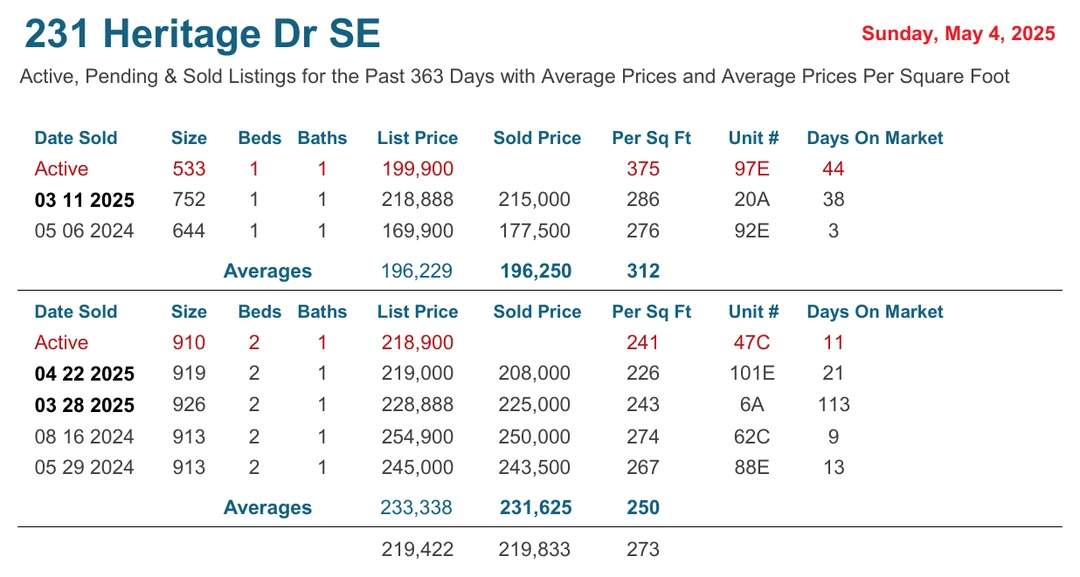 231 Heritage Dr SE
Sunday, May 4, 2025
Active, Pending & Sold Listings for the Past 363 Days with Average Prices and Average Prices Per Square Foot
Date Sold Size Beds Baths List Price Sold Price Per Sq Ft Unit # Days On Market
Active 533 1 1 199,900 375 97E 44
03 11 2025 752 1 1 218,888 215,000 286 20A 38
05 06 2024 644 1 1 169,900 177,500 276 92E 3
Averages 196,229 196,250 312
Date Sold Size Beds Baths List Price Sold Price Per Sq Ft Unit # Days On Market
Active 910 2 1 218,900 241 47C 11
04 22 2025 919 2 1 219,000 208,000 226 101E 21
03 28 2025 926 2 1 228,888 225,000 243 6A 113
08 16 2024 913 2 1 254,900 250,000 274 62C 9
05 29 2024 913 2 1 245,000 243,500 267 88E 13
Averages 233,338 231,625 250
219,422 219,833 273